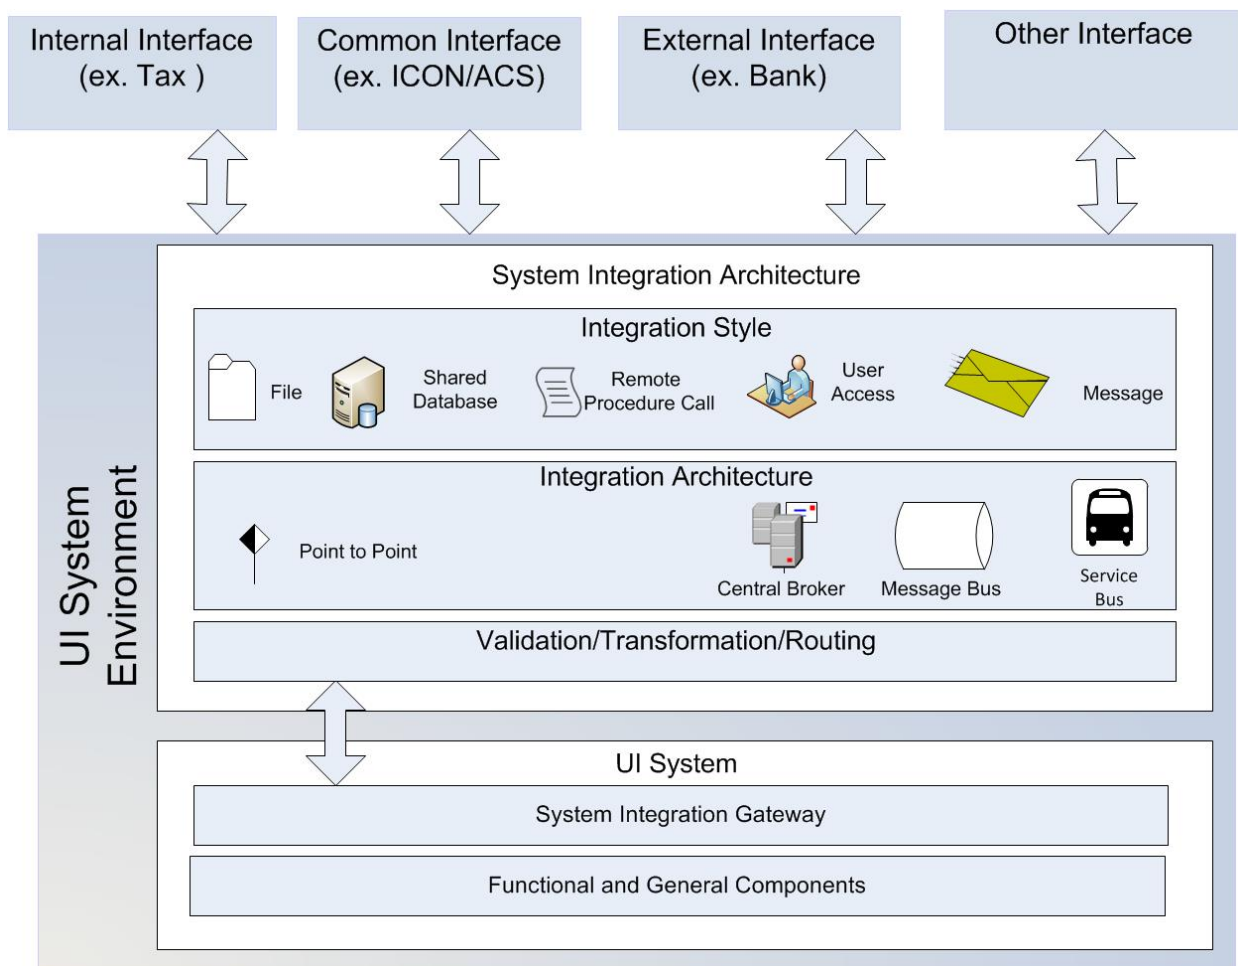 Internal Interface
(ex. Tax )
Common Interface
(ex. ICON/ACS)
External Interface
(ex. Bank)
Other Interface
UI System
Environment
System Integration Architecture
Integration Style
File
Shared
Database
Remote
Procedure Call
User
Access
Message
Integration Architecture
Point to Point
Central Broker
Message Bus
Service
Bus
Validation/Transformation/Routing
UI System
System Integration Gateway
Functional and General Components